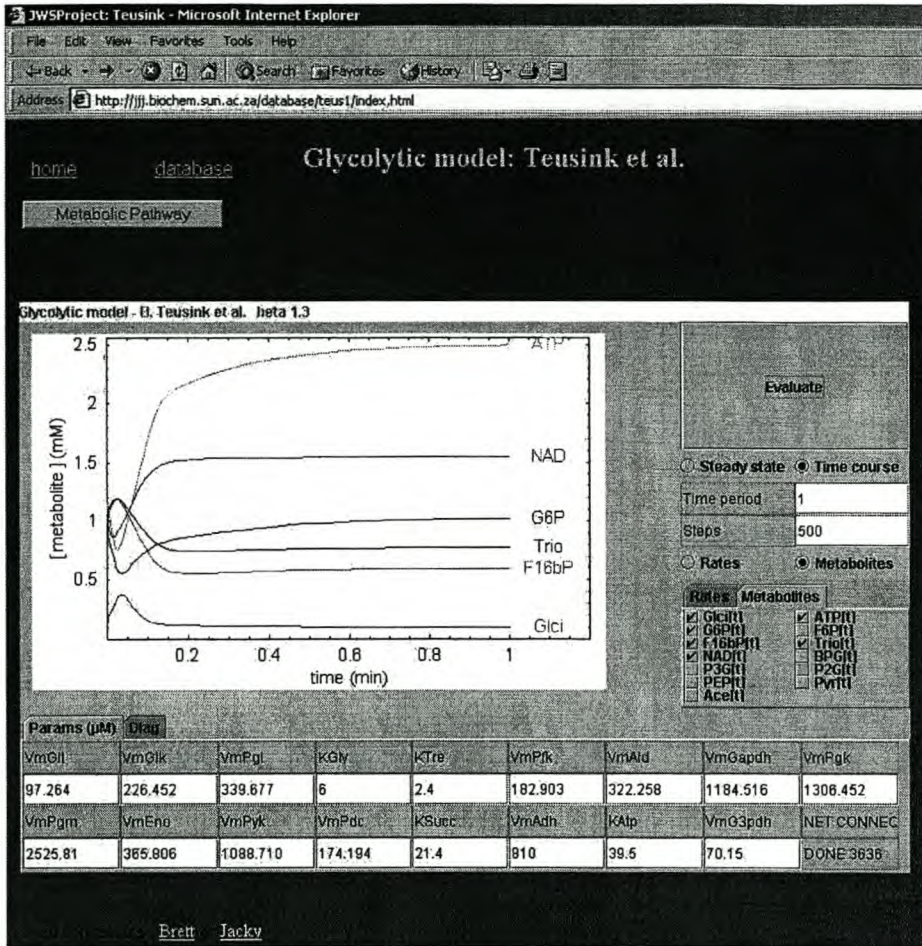 JWSProject: Teusink - Microsoft Internet Explorer
File Edit View Favorites Tools Help
Back Search Favorites History
Address http://jjj.biochem.sun.ac.za/database/teus1/index.html
home database
Glycolytic model: Teusink et al.
Metabolic Pathway
Glycolytic model - B. Teusink et al. beta 1.3
2.5
2
1.5
1
0.5
[metabolite ] (mM)
ATP
NAD
G6P
Trio
F16bP
Glci
0.2 0.4 0.6 0.8 1
time (min)
Evaluate
Steady state Time course
Time period 1
Steps 500
Rates Metabolites
Rates Metabolites
Glci[t] ATP[t]
G6P[t] F6P[t]
F16bP[t] Trio[t]
NAD[t] BPG[t]
P3G[t] P2G[t]
PEP[t] Pyr[t]
Ace[t]
Params (µM)
VmGlt VmGlk VmPgi KGly KTre VmPfk VmAld VmGapdh VmPgk
97.264 226.452 339.677 6 2.4 182.903 322.258 1184.516 1306.452
VmPgm VmEno VmPyk VmPdc KSucc VmAdh KAtp VmG3pdh NET:CONNEC
2525.81 365.806 1088.710 174.194 21.4 810 39.5 70.15 DONE:3636
Brett Jacky